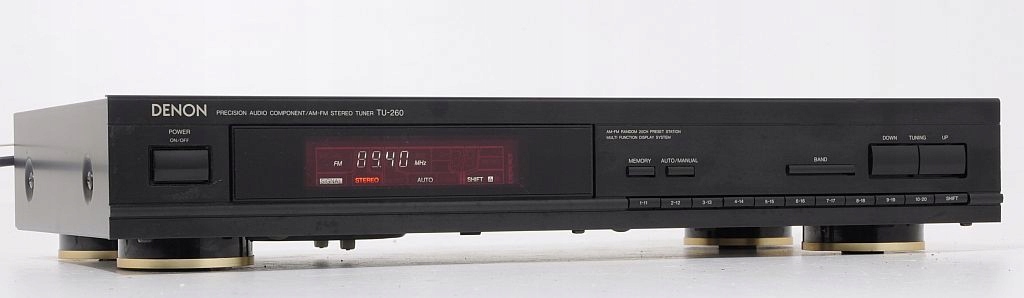 DENON PRECISION AUDIO COMPONENT/AM-FM STEREO TUNER TU-260
POWER
ON/OFF
FM 89.40 MHz
SIGNAL STEREO AUTO SHIFT A
AM-FM RANDOM 20CH PRESET STATION
MULTI FUNCTION DISPLAY SYSTEM
MEMORY AUTO/MANUAL
BAND
DOWN TUNING UP
1-11 2-12 3-13 4-14 5-15 6-16 7-17 8-18 9-19 10-20 SHIFT